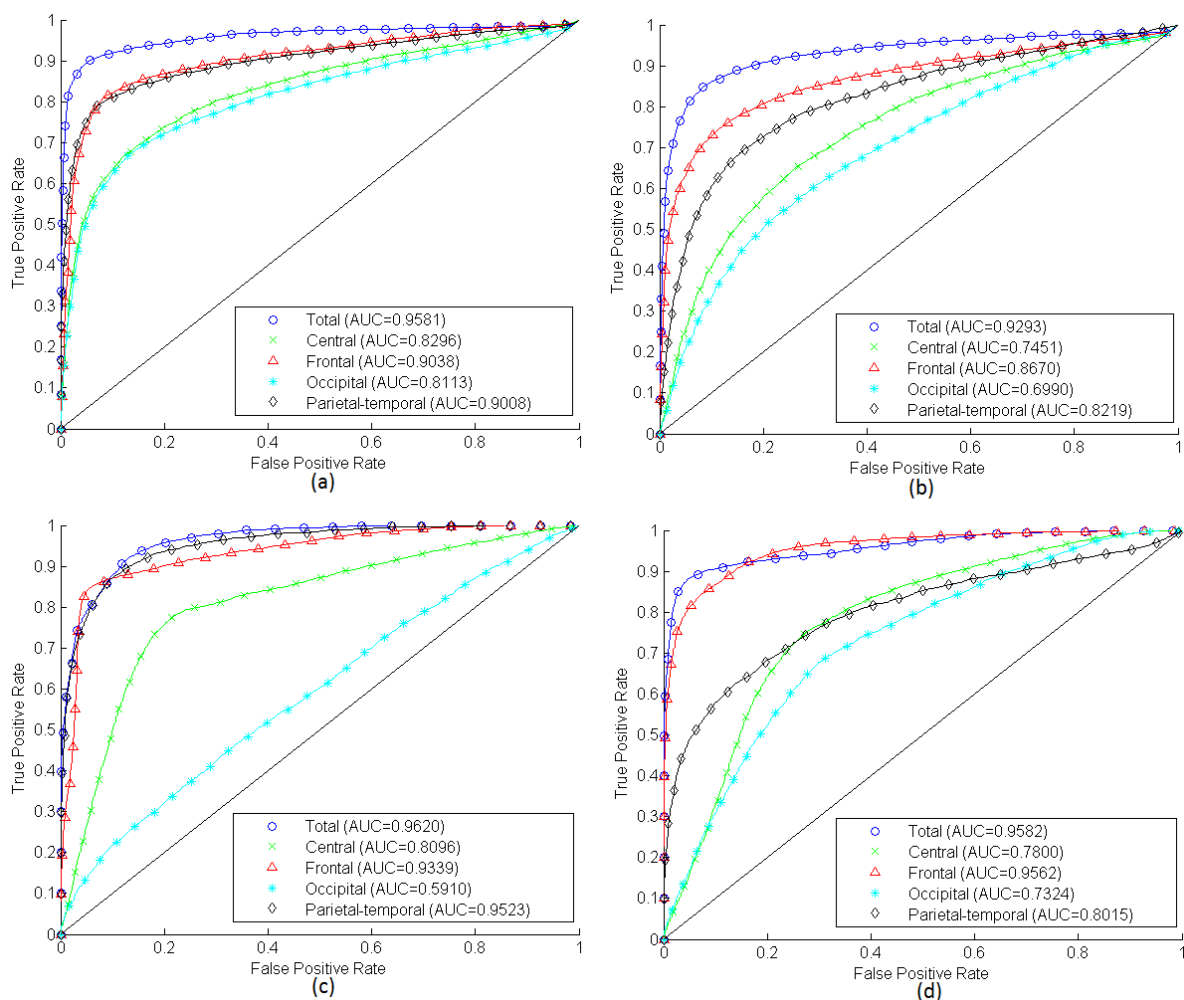 1
0.9
0.8
0.7
0.6
0.5
0.4
0.3
0.2
0.1
0
True Positive Rate
Total (AUC=0.9581)
Central (AUC=0.8296)
Frontal (AUC=0.9038)
Occipital (AUC=0.8113)
Parietal-temporal (AUC=0.9008)
0 0.2 0.4 0.6 0.8 1
False Positive Rate
(a)
1
0.9
0.8
0.7
0.6
0.5
0.4
0.3
0.2
0.1
0
True Positive Rate
Total (AUC=0.9293)
Central (AUC=0.7451)
Frontal (AUC=0.8670)
Occipital (AUC=0.6990)
Parietal-temporal (AUC=0.8219)
0 0.2 0.4 0.6 0.8 1
False Positive Rate
(b)
1
0.9
0.8
0.7
0.6
0.5
0.4
0.3
0.2
0.1
0
True Positive Rate
Total (AUC=0.9620)
Central (AUC=0.8096)
Frontal (AUC=0.9339)
Occipital (AUC=0.5910)
Parietal-temporal (AUC=0.9523)
0 0.2 0.4 0.6 0.8 1
False Positive Rate
(c)
1
0.9
0.8
0.7
0.6
0.5
0.4
0.3
0.2
0.1
0
True Positive Rate
Total (AUC=0.9582)
Central (AUC=0.7800)
Frontal (AUC=0.9562)
Occipital (AUC=0.7324)
Parietal-temporal (AUC=0.8015)
0 0.2 0.4 0.6 0.8 1
False Positive Rate
(d)